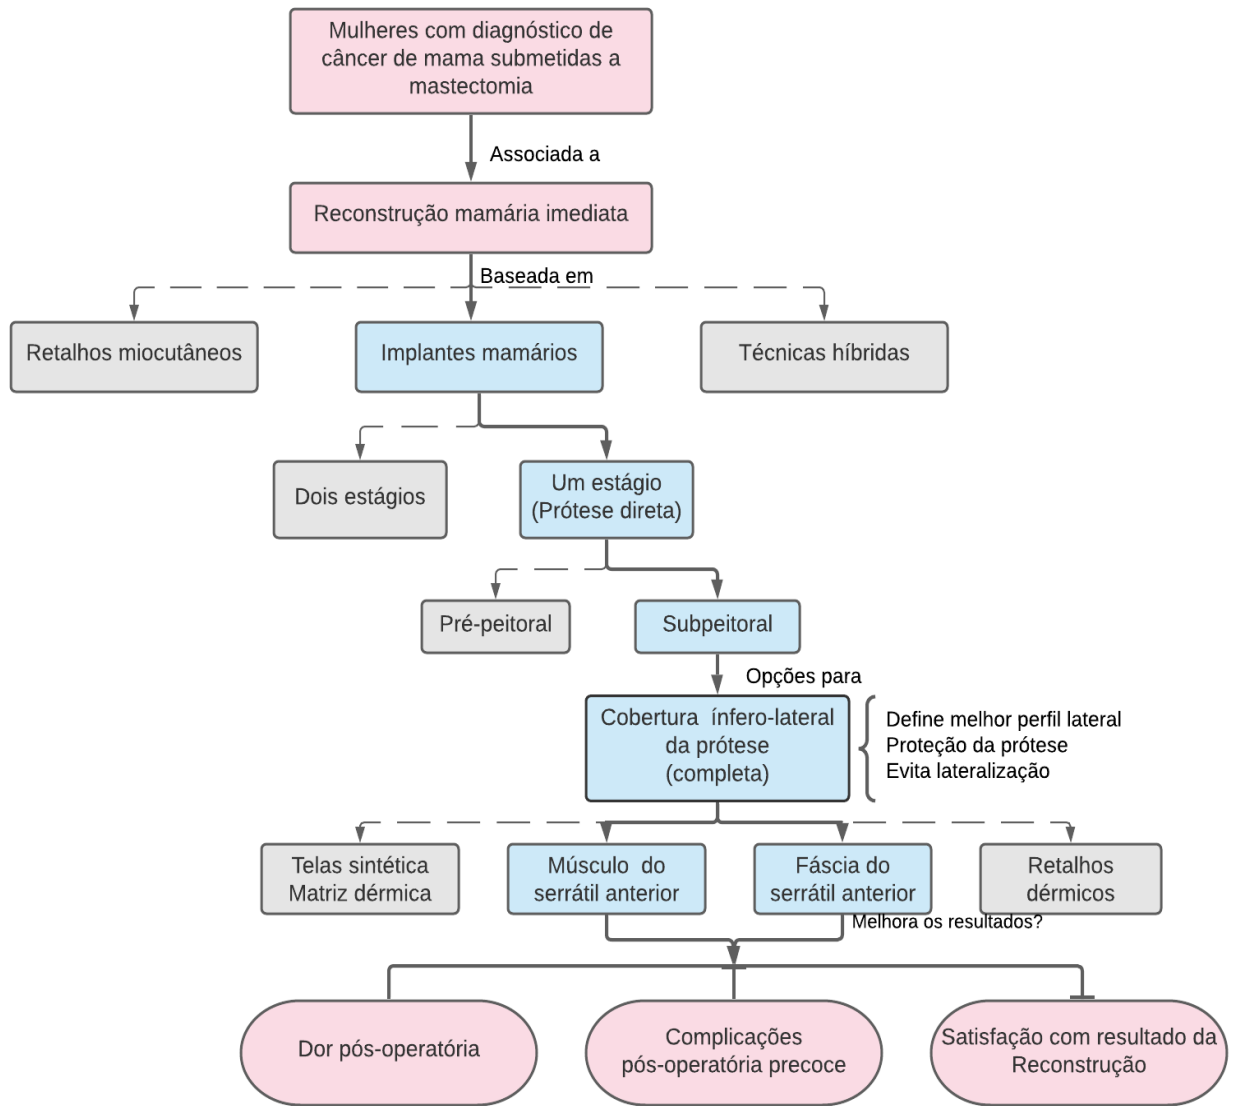 Mulheres com diagnóstico de
câncer de mama submetidas a
mastectomia
Associada a
Reconstrução mamária imediata
Baseada em
Retalhos miocutâneos
Implantes mamários
Técnicas híbridas
Dois estágios
Um estágio
(Prótese direta)
Pré-peitoral
Subpeitoral
Opções para
Cobertura ínfero-lateral
da prótese
(completa)
Define melhor perfil lateral
Proteção da prótese
Evita lateralização
Telas sintética
Matriz dérmica
Músculo do
serrátil anterior
Fáscia do
serrátil anterior
Retalhos
dérmicos
Melhora os resultados?
Dor pós-operatória
Complicações
pós-operatória precoce
Satisfação com resultado da
Reconstrução